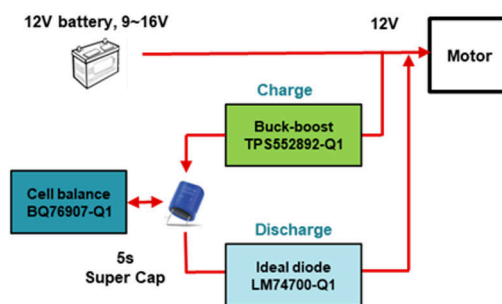 12V battery, 9~16V
12V
Motor
Charge
Buck-boost
TPS552892-Q1
Cell balance
BQ76907-Q1
5s
Super Cap
Discharge
Ideal diode
LM74700-Q1